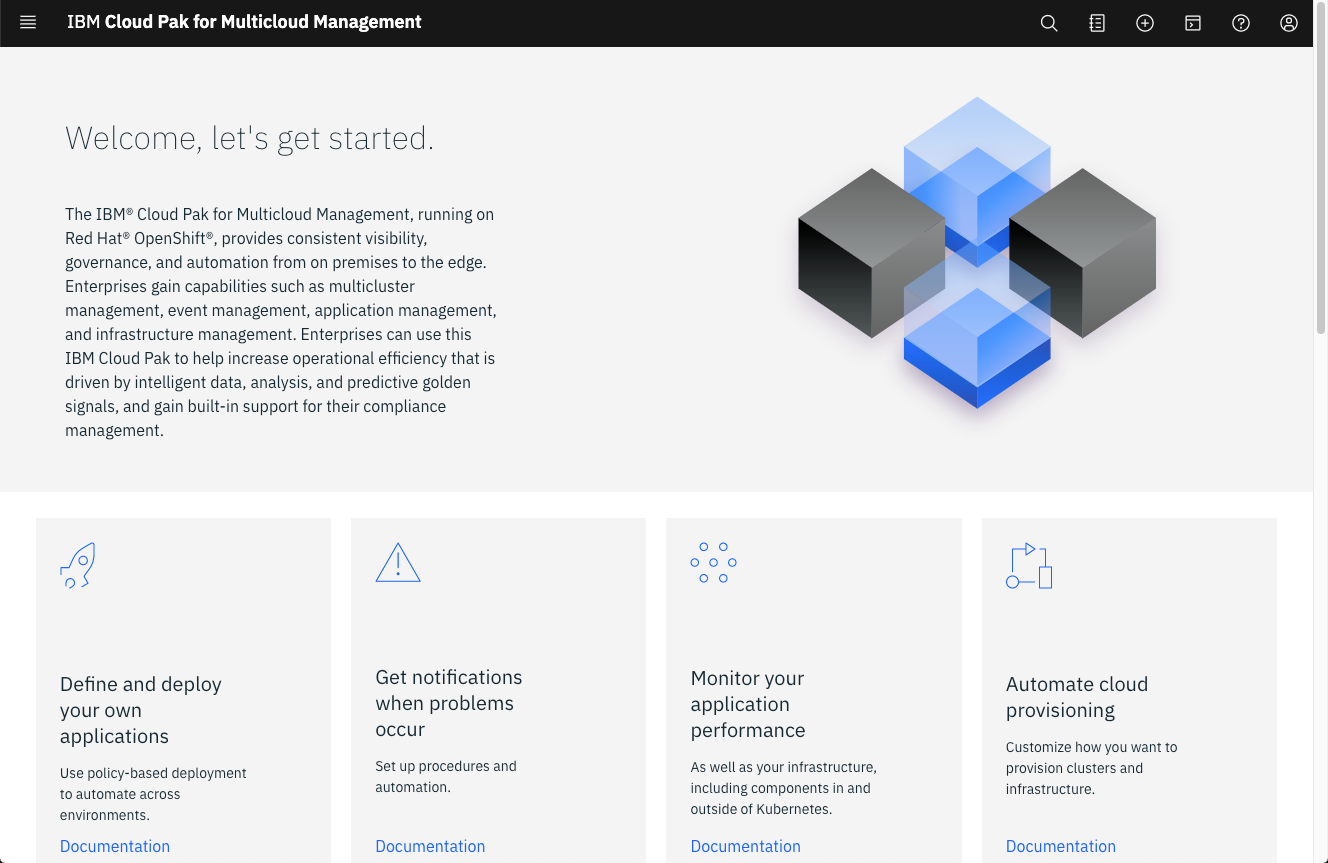 IBM Cloud Pak for Multicloud Management
Welcome, let's get started.
The IBM® Cloud Pak for Multicloud Management, running on
Red Hat® OpenShift®, provides consistent visibility,
governance, and automation from on premises to the edge.
Enterprises gain capabilities such as multicluster
management, event management, application management,
and infrastructure management. Enterprises can use this
IBM Cloud Pak to help increase operational efficiency that is
driven by intelligent data, analysis, and predictive golden
signals, and gain built-in support for their compliance
management.
Define and deploy
your own
applications
Use policy-based deployment
to automate across
environments.
Documentation
Get notifications
when problems
occur
Set up procedures and
automation.
Documentation
Monitor your
application
performance
As well as your infrastructure,
including components in and
outside of Kubernetes.
Documentation
Automate cloud
provisioning
Customize how you want to
provision clusters and
infrastructure.
Documentation